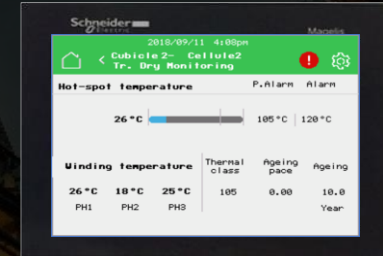 Schneider
Electric
Magelis
2018/09/11 4:08pm
< Cubicle2- Cellule2
Tr. Dry Monitoring
!
Hot-spot temperature P.Alarm Alarm
26°C 105°C | 120°C
Winding temperature Thermal class Ageing pace Ageing
26°C 18°C 25°C 105 0.00 10.0
PH1 PH2 PH3 Year